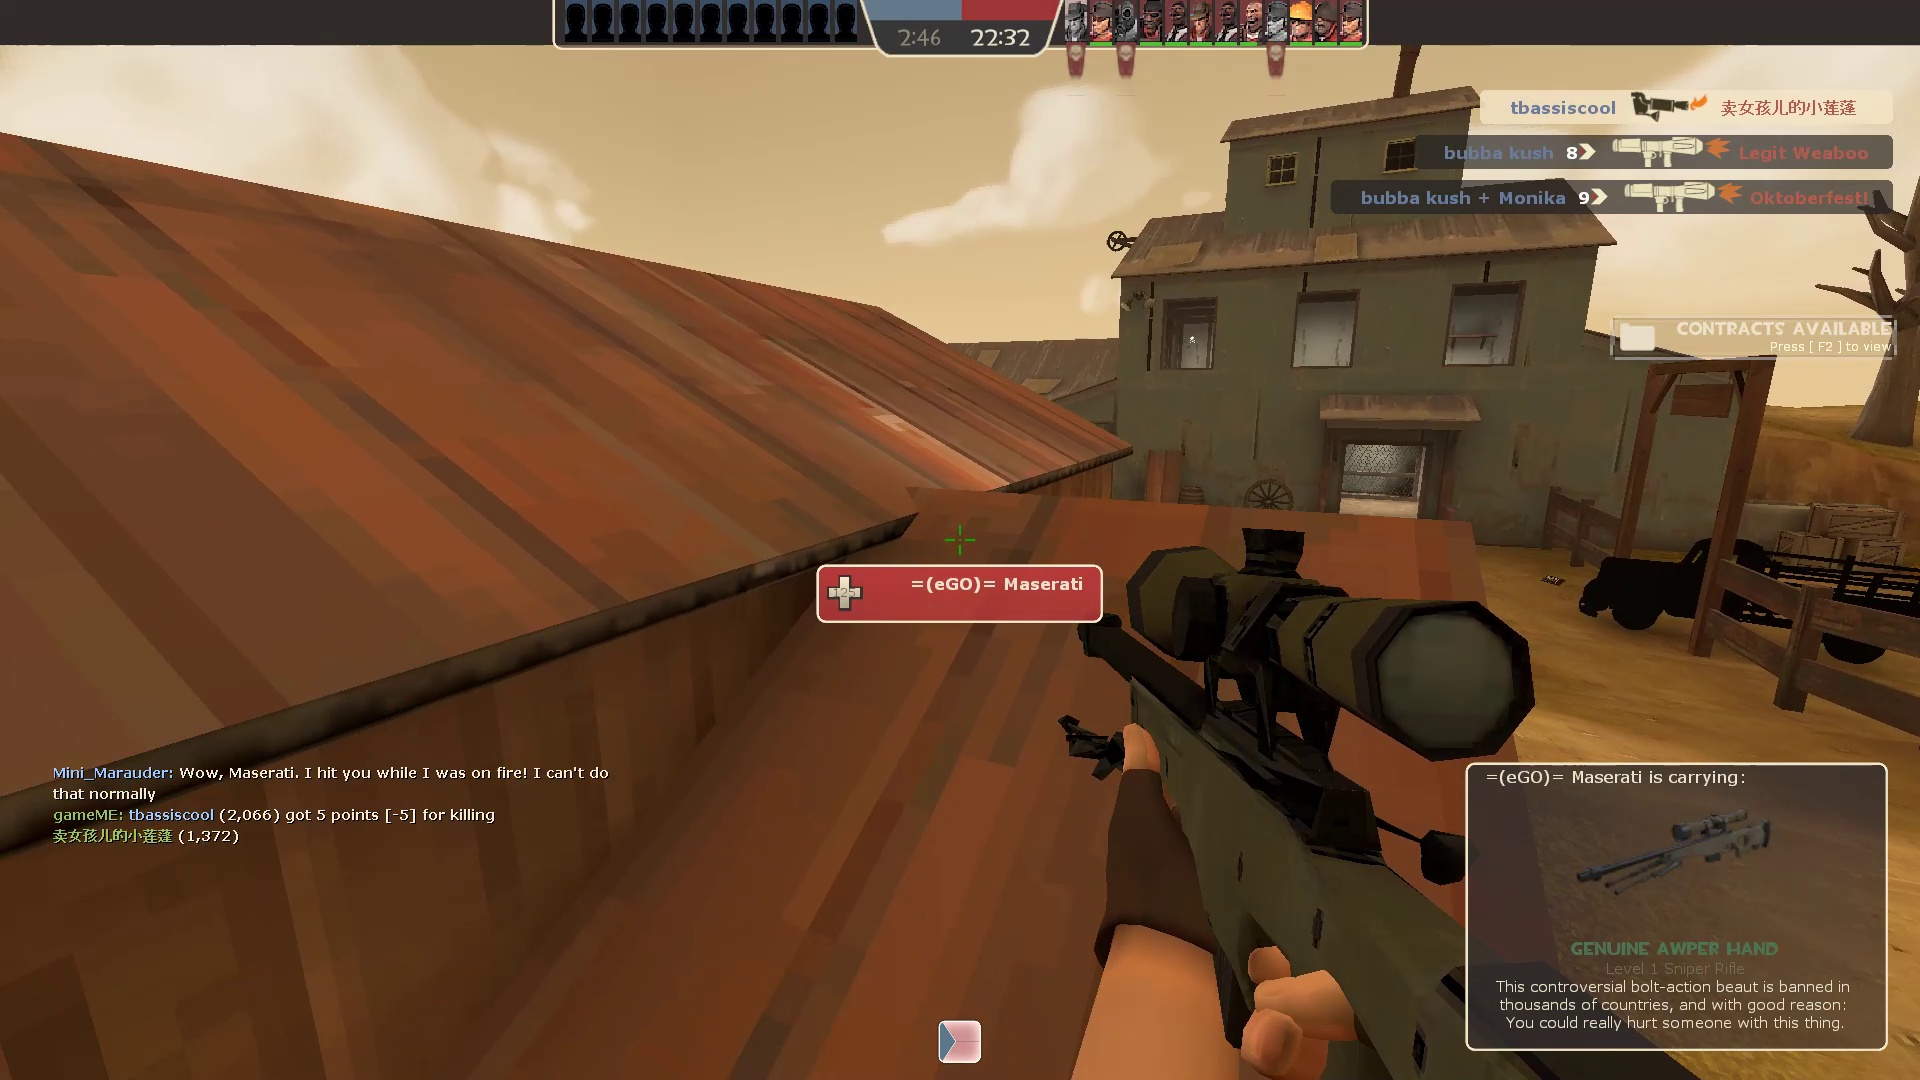 2:46 22:32
tbassiscool 卖女孩儿的小莲蓬
bubba kush 8 Legit Weaboo
bubba kush + Monika 9 Oktoberfest!
CONTRACTS AVAILABLE
Press [ F2 ] to view
=(eGO)= Maserati
125
Mini_Marauder: Wow, Maserati. I hit you while I was on fire! I can't do
that normally
gameME: tbassiscool (2,066) got 5 points [-5] for killing
卖女孩儿的小莲蓬 (1,372)
=(eGO)= Maserati is carrying:
GENUINE AWPER HAND
Level 1 Sniper Rifle
This controversial bolt-action beaut is banned in
thousands of countries, and with good reason:
You could really hurt someone with this thing.